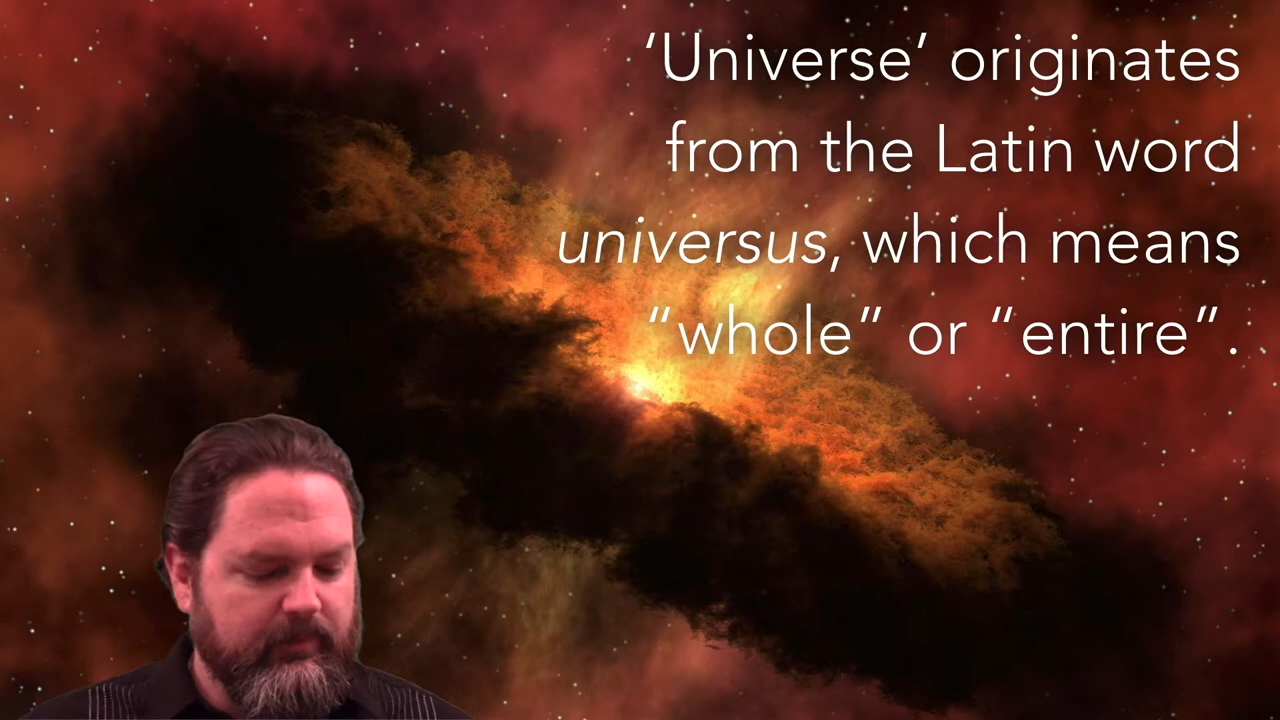 ‘Universe’ originates
from the Latin word
universus, which means
“whole” or “entire”.